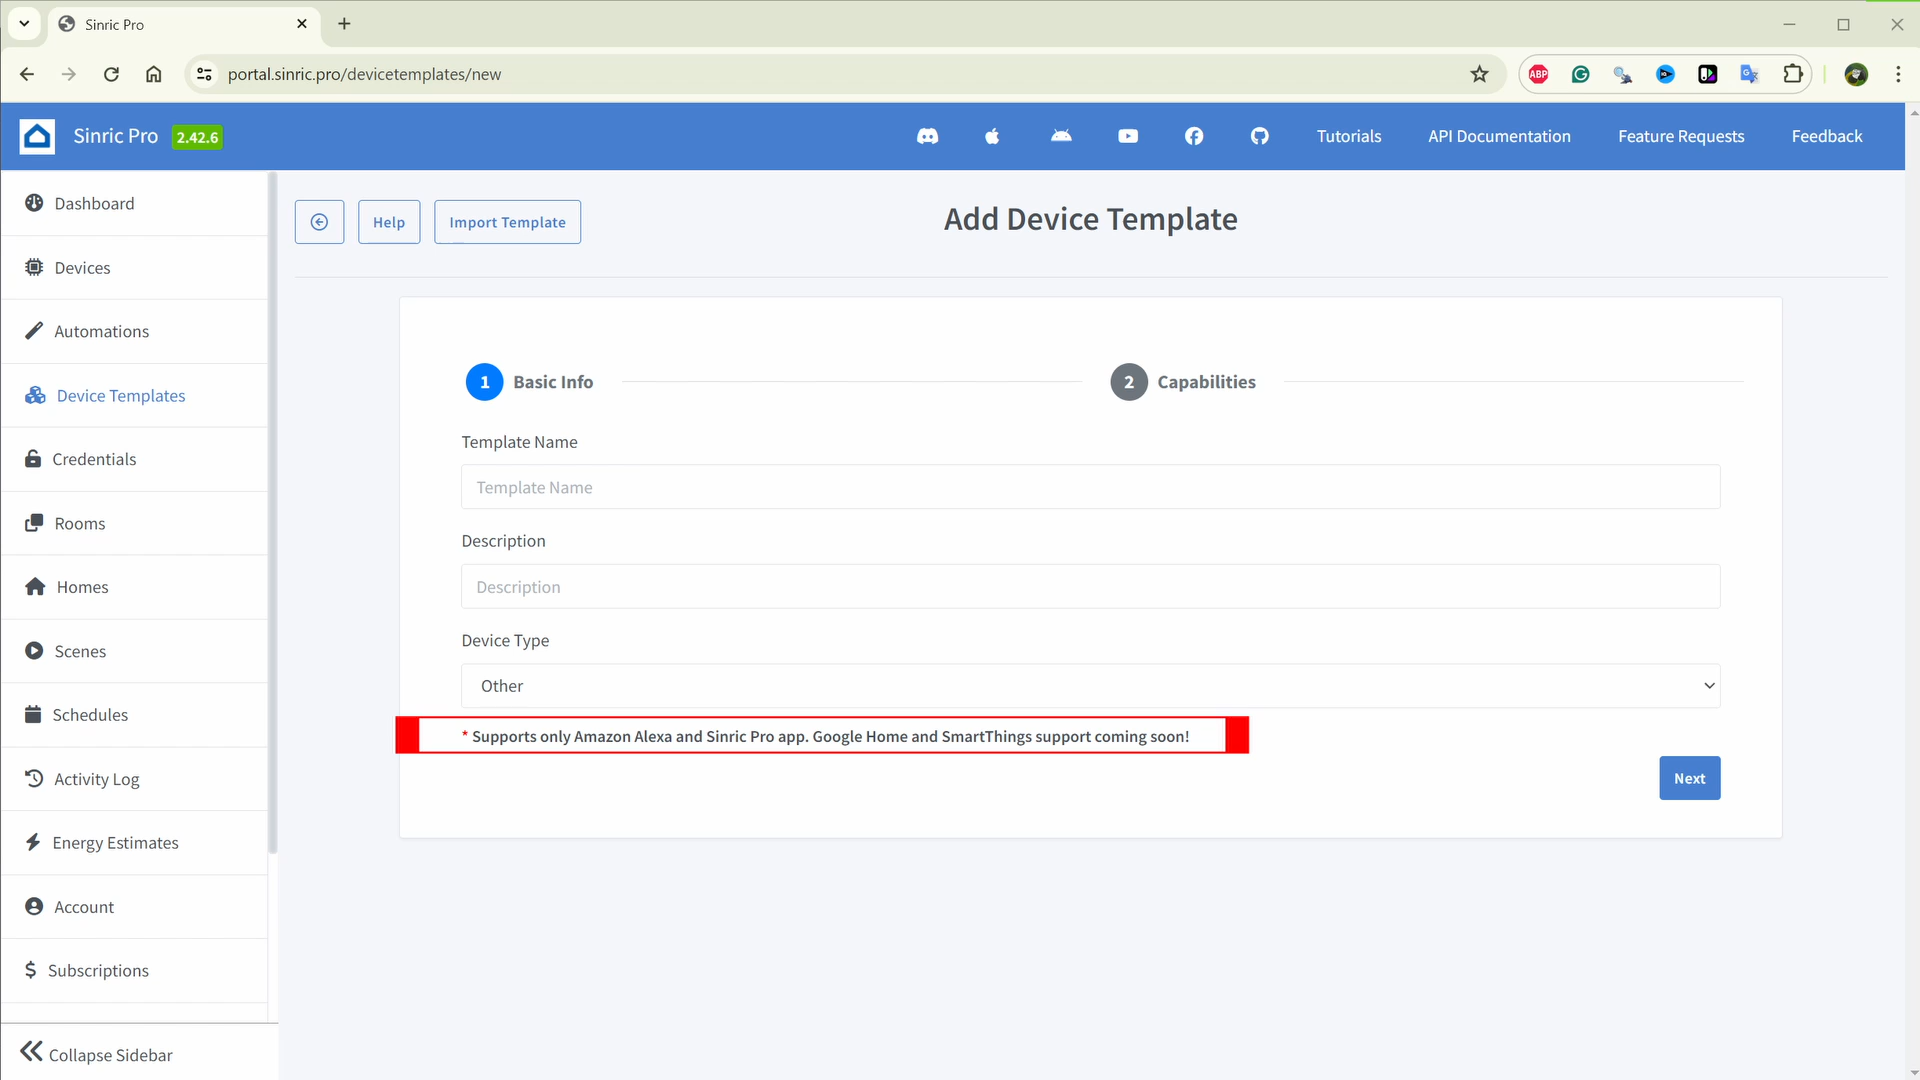 Sinric Pro
portal.sinric.pro/devicetemplates/new
ABP
Sinric Pro 2.42.6
Tutorials
API Documentation
Feature Requests
Feedback
Dashboard
Devices
Automations
Device Templates
Credentials
Rooms
Homes
Scenes
Schedules
Activity Log
Energy Estimates
Account
$ Subscriptions
Collapse Sidebar
Help
Import Template
Add Device Template
1 Basic Info
2 Capabilities
Template Name
Template Name
Description
Description
Device Type
Other
* Supports only Amazon Alexa and Sinric Pro app. Google Home and SmartThings support coming soon!
Next